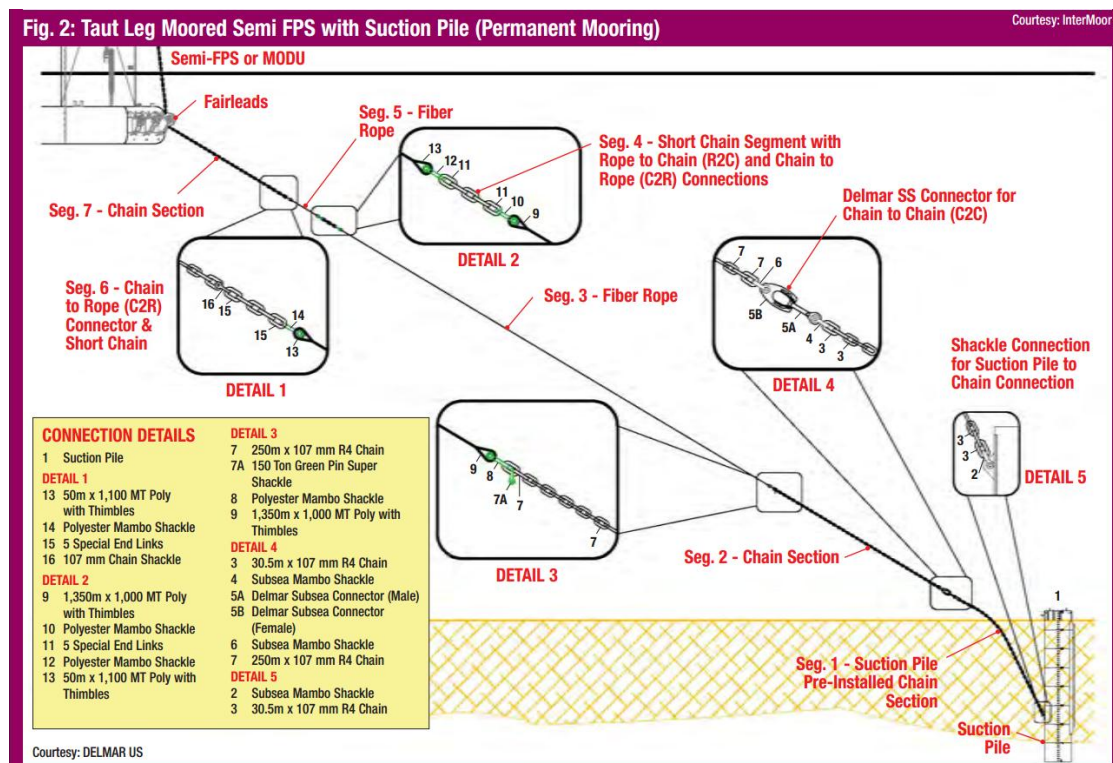 Fig. 2: Taut Leg Moored Semi FPS with Suction Pile (Permanent Mooring)
Courtesy: InterMoor
Semi-FPS or MODU
Fairleads
Seg. 5 - Fiber
Rope
Seg. 4 - Short Chain Segment with
Rope to Chain (R2C) and Chain to
Rope (C2R) Connections
13
12
11
11
10
9
DETAIL 2
Seg. 7 - Chain Section
Delmar SS Connector for
Chain to Chain (C2C)
7
7
6
5B
5A
4
3
3
DETAIL 4
Seg. 6 - Chain
to Rope (C2R)
Connector &
Short Chain
16
15
15
14
13
DETAIL 1
Seg. 3 - Fiber Rope
Shackle Connection
for Suction Pile to
Chain Connection
3
3
2
DETAIL 5
9
8
7A
7
7
DETAIL 3
Seg. 2 - Chain Section
1
Seg. 1 - Suction Pile
Pre-Installed Chain
Section
Suction
Pile
CONNECTION DETAILS
1 Suction Pile
DETAIL 1
13 50m x 1,100 MT Poly
with Thimbles
14 Polyester Mambo Shackle
15 5 Special End Links
16 107 mm Chain Shackle
DETAIL 2
9 1,350m x 1,000 MT Poly
with Thimbles
10 Polyester Mambo Shackle
11 5 Special End Links
12 Polyester Mambo Shackle
13 50m x 1,100 MT Poly with
Thimbles
DETAIL 3
7 250m x 107 mm R4 Chain
7A 150 Ton Green Pin Super
Shackle
8 Polyester Mambo Shackle
9 1,350m x 1,000 MT Poly with
Thimbles
DETAIL 4
3 30.5m x 107 mm R4 Chain
4 Subsea Mambo Shackle
5A Delmar Subsea Connector (Male)
5B Delmar Subsea Connector
(Female)
6 Subsea Mambo Shackle
7 250m x 107 mm R4 Chain
DETAIL 5
2 Subsea Mambo Shackle
3 30.5m x 107 mm R4 Chain
Courtesy: DELMAR US